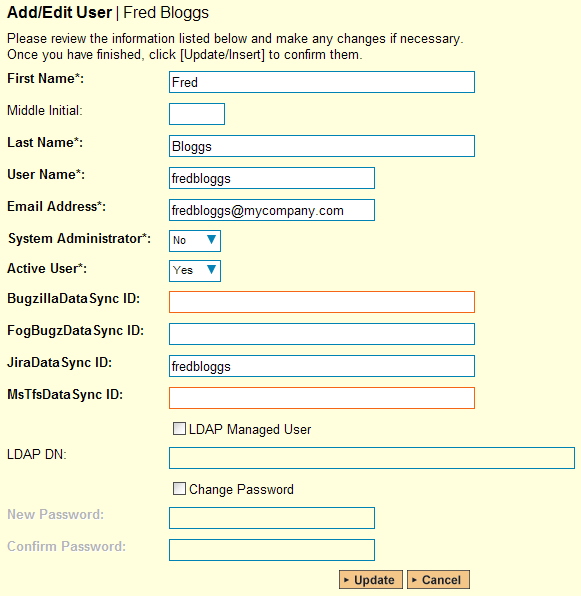 Add/Edit User | Fred Bloggs
Please review the information listed below and make any changes if necessary.
Once you have finished, click [Update/Insert] to confirm them.
First Name*: Fred
Middle Initial:
Last Name*: Bloggs
User Name*: fredbloggs
Email Address*: fredbloggs@mycompany.com
System Administrator*: No
Active User*: Yes
BugzillaDataSync ID:
FogBugzDataSync ID:
JiraDataSync ID: fredbloggs
MsTfsDataSync ID:
LDAP Managed User
LDAP DN:
Change Password
New Password:
Confirm Password:
Update Cancel